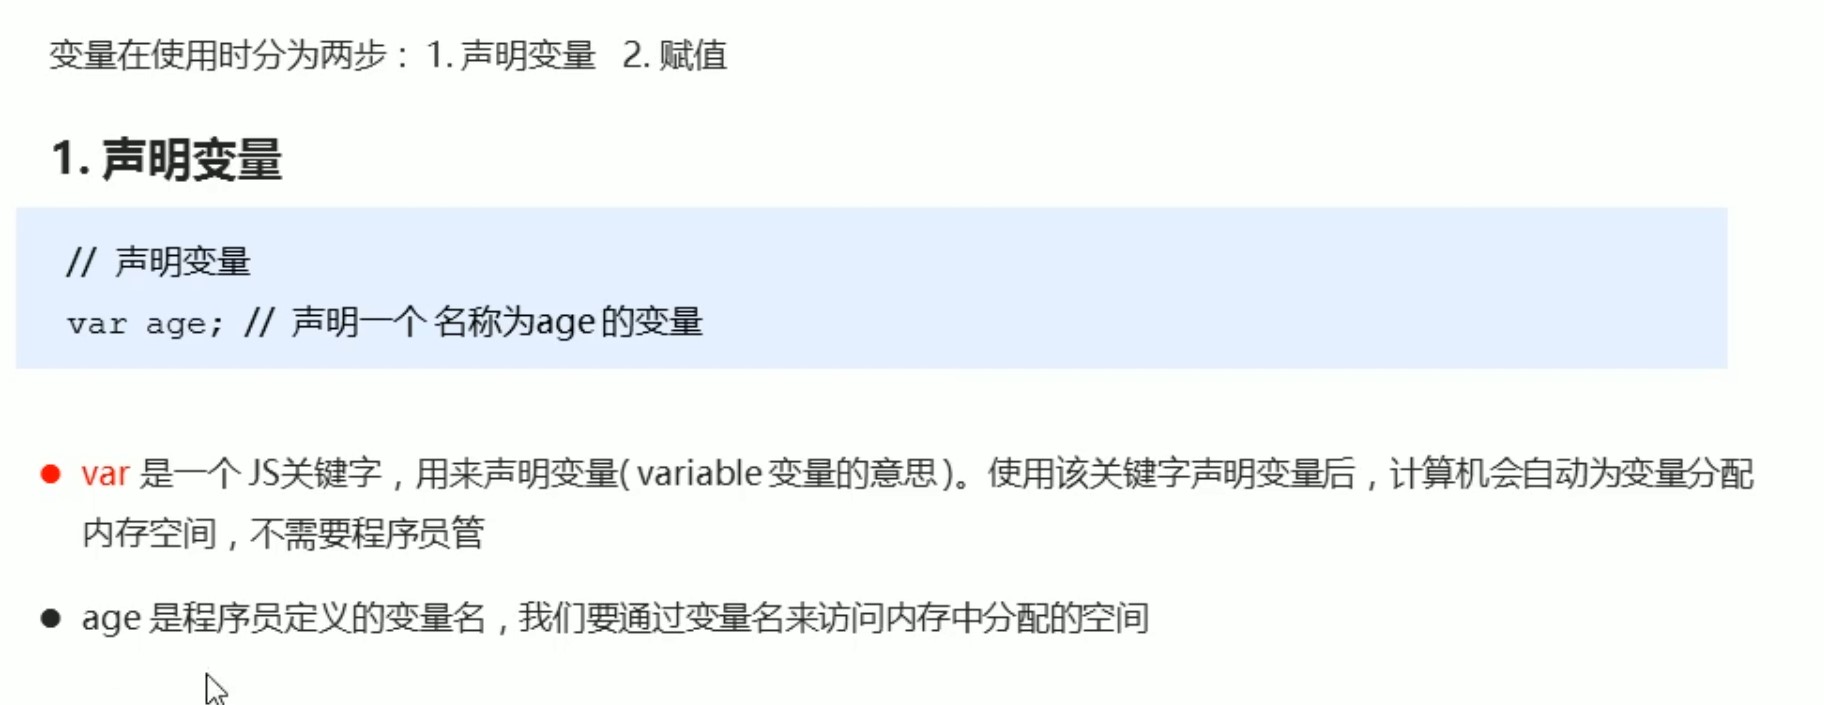 变量在使用时分为两步：1. 声明变量 2. 赋值
1. 声明变量
// 声明变量
var age; // 声明一个 名称为age 的变量
● var 是一个 JS关键字，用来声明变量( variable 变量的意思 )。使用该关键字声明变量后，计算机会自动为变量分配
内存空间，不需要程序员管
● age 是程序员定义的变量名，我们要通过变量名来访问内存中分配的空间